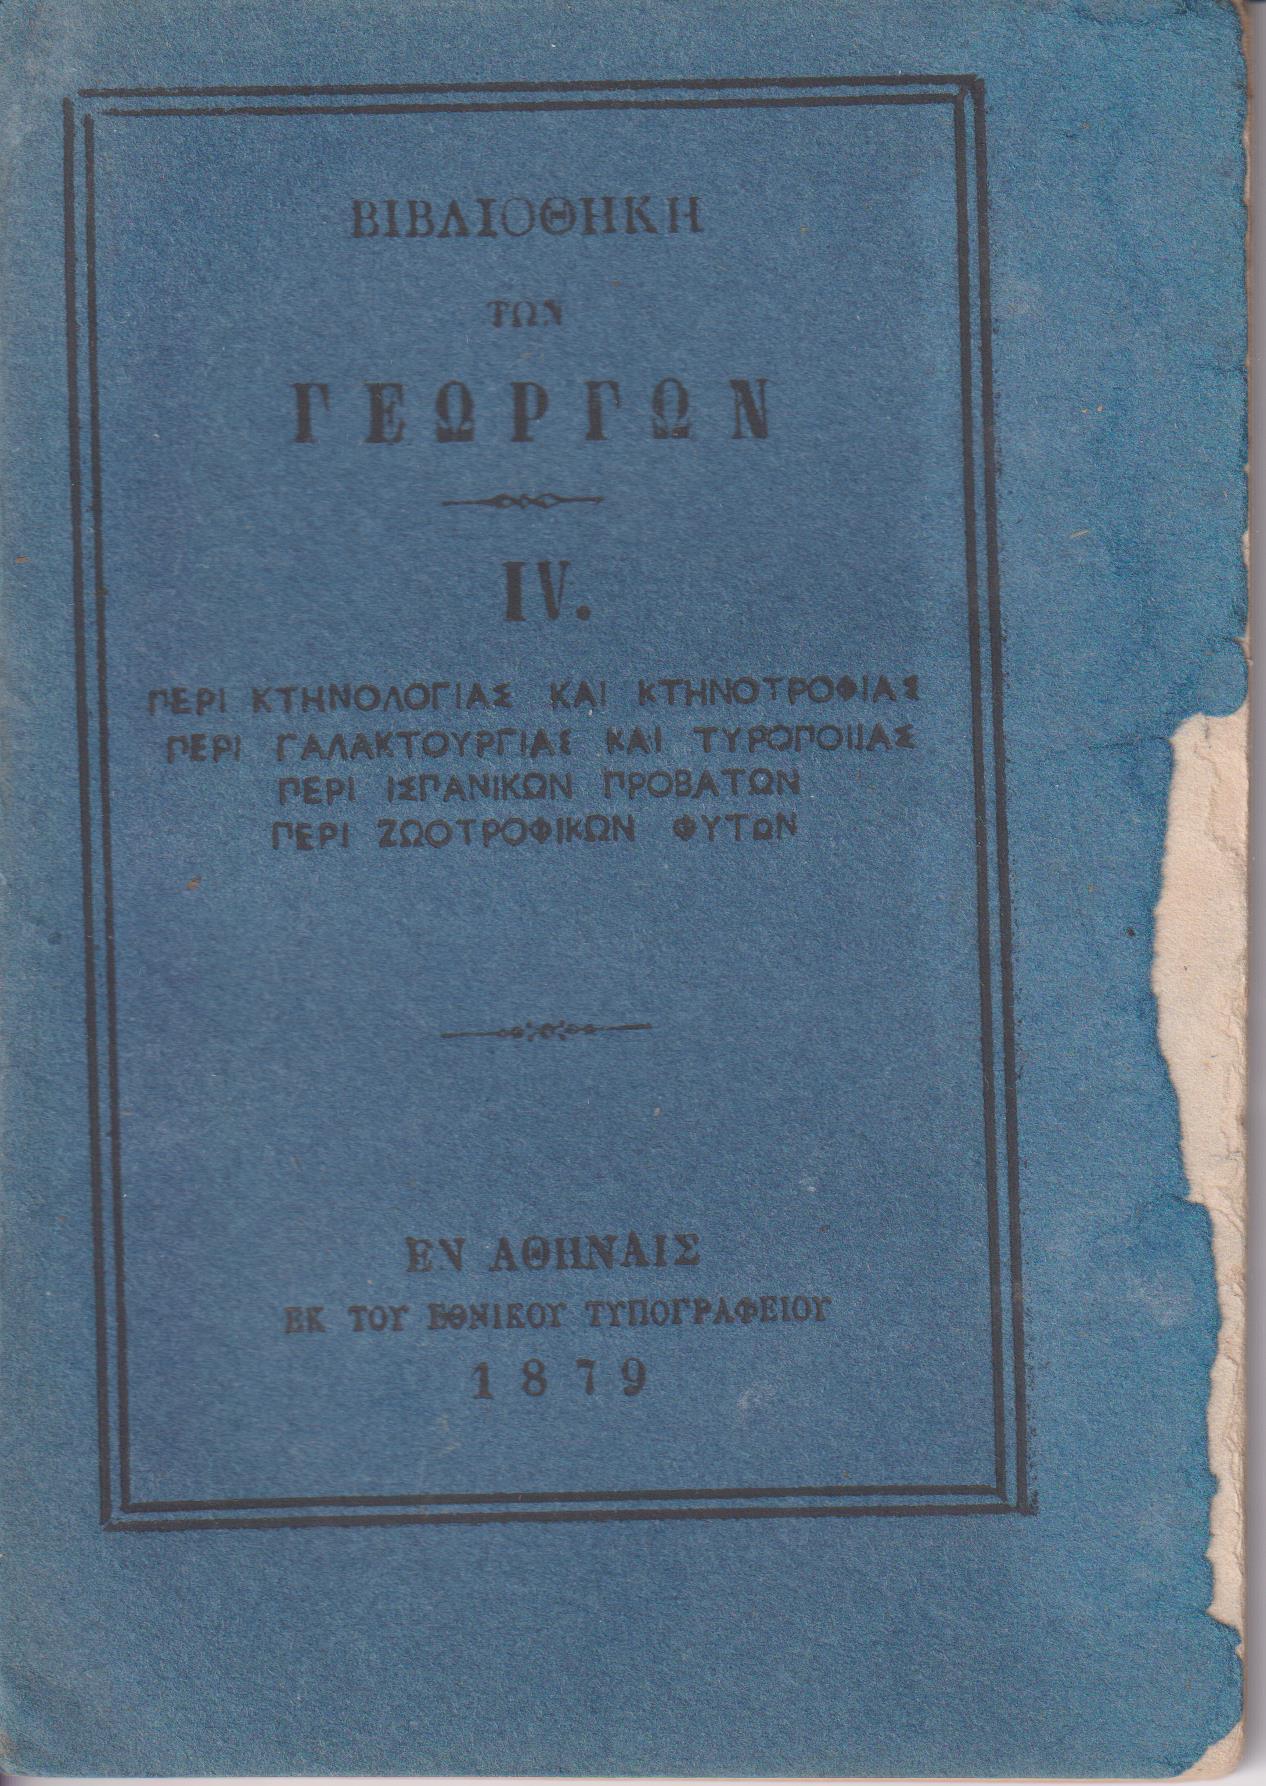 ΒΙΒΛΙΟΘΗΚΗ
ΤΩΝ
ΓΕΩΡΓΩΝ
IV.
ΠΕΡΙ ΚΤΗΝΟΛΟΓΙΑΣ ΚΑΙ ΚΤΗΝΟΤΡΟΦΙΑΣ
ΠΕΡΙ ΓΑΛΑΚΤΟΥΡΓΙΑΣ ΚΑΙ ΤΥΡΟΠΟΙΙΑΣ
ΠΕΡΙ ΙΣΠΑΝΙΚΩΝ ΠΡΟΒΑΤΩΝ
ΠΕΡΙ ΖΩΟΤΡΟΦΙΚΩΝ ΦΥΤΩΝ
ΕΝ ΑΘΗΝΑΙΣ
ΕΚ ΤΟΥ ΕΘΝΙΚΟΥ ΤΥΠΟΓΡΑΦΕΙΟΥ
1879